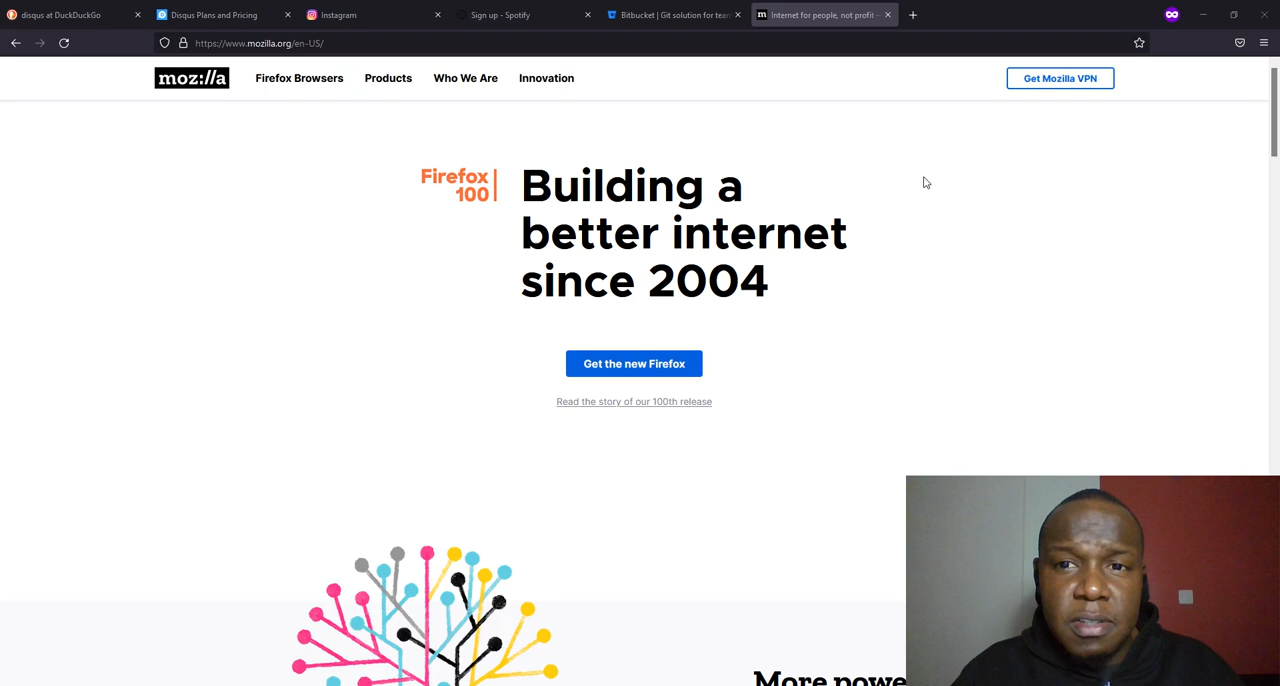 disqus at DuckDuckGo
Disqus Plans and Pricing
Instagram
Sign up - Spotify
Bitbucket | Git solution for team
Internet for people, not profit —
https://www.mozilla.org/en-US/
moz://a
Firefox Browsers
Products
Who We Are
Innovation
Get Mozilla VPN
Firefox
100
Building a
better internet
since 2004
Get the new Firefox
Read the story of our 100th release
More powe